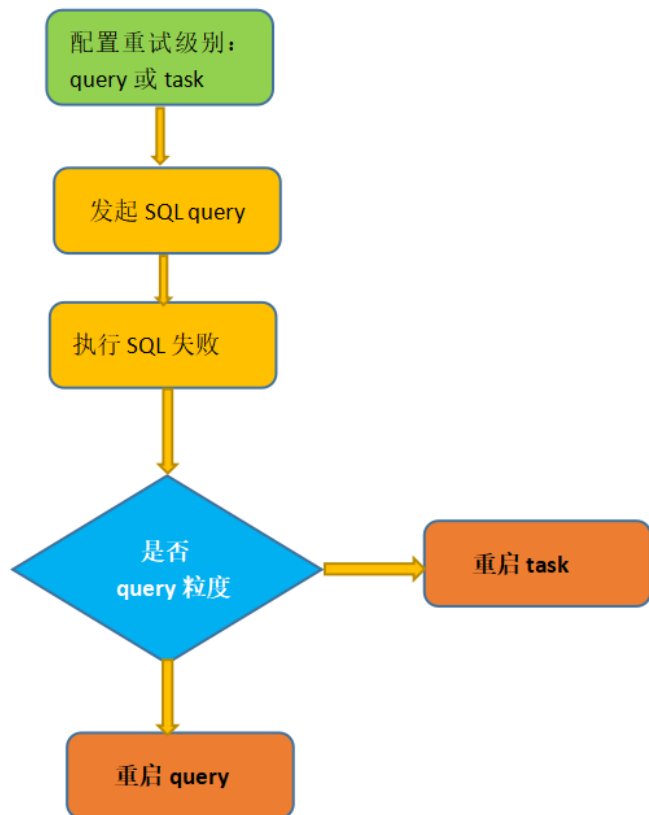 配置重试级别：
query 或 task
发起 SQL query
执行 SQL 失败
是否
query 粒度
重启 task
重启 query